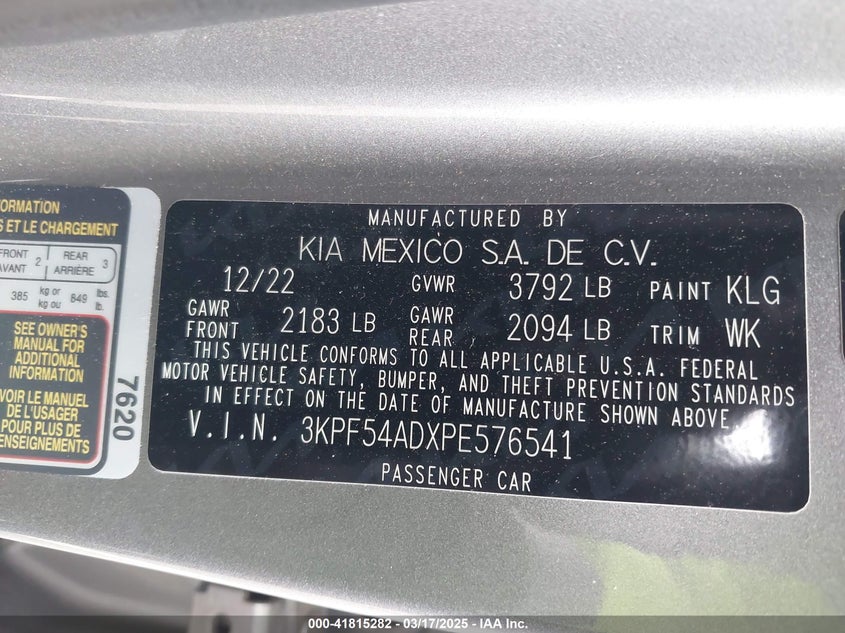 FORMATION
S ET LE CHARGEMENT
FRONT 2 REAR 3
AVANT ARRIÈRE
385 kg or 849 lbs.
kg ou lb.
SEE OWNER'S
MANUAL FOR
ADDITIONAL
INFORMATION
VOIR LE MANUEL
DE L'USAGER
POUR PLUS DE
RENSEIGNEMENTS
7620
MANUFACTURED BY
KIA MEXICO S.A. DE C.V.
12/22 GVWR 3792 LB PAINT KLG
GAWR FRONT 2183 LB GAWR REAR 2094 LB TRIM WK
THIS VEHICLE CONFORMS TO ALL APPLICABLE U.S.A. FEDERAL
MOTOR VEHICLE SAFETY, BUMPER, AND THEFT PREVENTION STANDARDS
IN EFFECT ON THE DATE OF MANUFACTURE SHOWN ABOVE.
V.I.N. 3KPF54ADXPE576541
PASSENGER CAR
000-41815282 - 03/17/2025 - IAA Inc.